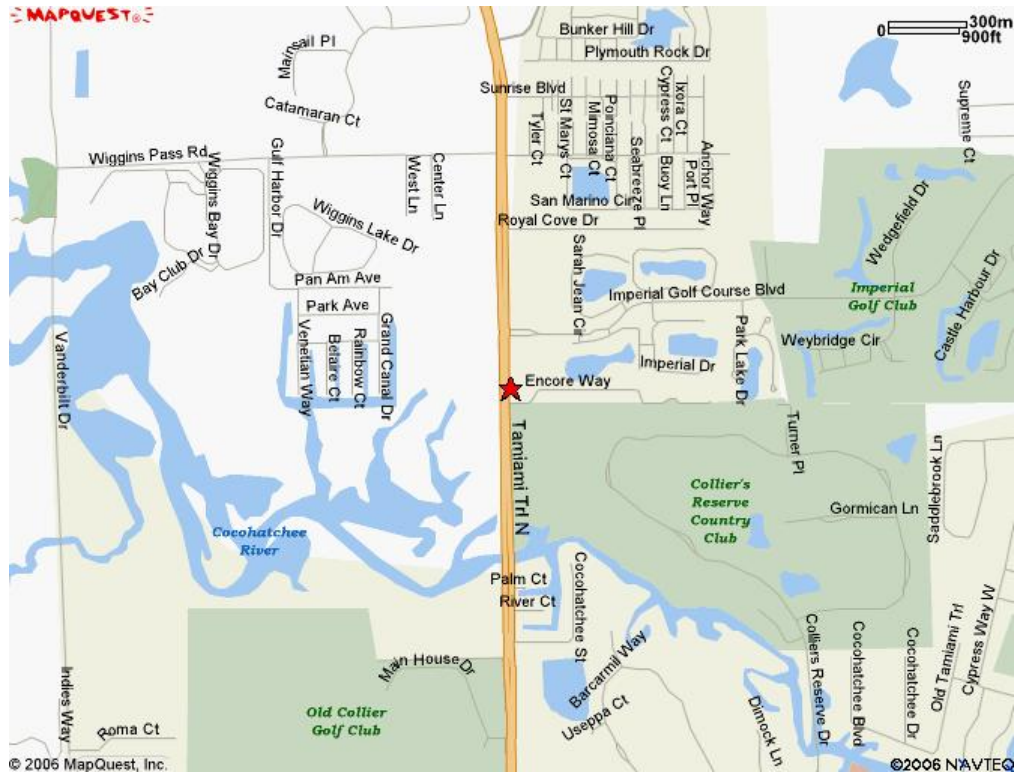 MAPQUEST®
Bunker Hill Dr
300m
900ft
0
Mainsail Pl
Plymouth Rock Dr
Sunrise Blvd
Catamaran Ct
Tyler Ct
St Marys Ct
Mimosa Ct
Poinciana Ct
Seabreeze Pl
Cypress Ct
Ixora Ct
Buoy Ln
Port Pl
Anchor Way
Supreme Ct
Wiggins Pass Rd
Wiggins Bay Dr
Gulf Harbor Dr
West Ln
Center Ln
San Marino Cir
Royal Cove Dr
Wiggins Lake Dr
Wedgefield Dr
Bay Club Dr
Pan Am Ave
Park Ave
Sarah Jean Cir
Imperial Golf Course Blvd
Imperial
Golf Club
Castle Harbour Dr
Vanderbilt Dr
Venetian Way
Belaire Ct
Rainbow Ct
Grand Canal Dr
Imperial Dr
Park Lake Dr
Weybridge Cir
Encore Way
Tamiami Trl N
Turner Pl
Saddlebrook Ln
Collier's
Reserve
Country
Club
Gormican Ln
Cocohatchee
River
Palm Ct
River Ct
Cocohatchee St
Barcarmil Way
Useppa Ct
Main House Dr
Old Collier
Golf Club
Indies Way
Roma Ct
Dimock Ln
Colliers Reserve Dr
Cocohatchee Blvd
Cocohatchee Dr
Old Tamiami Trl
Cypress Way W
© 2006 MapQuest, Inc.
©2006 NAVTEQ